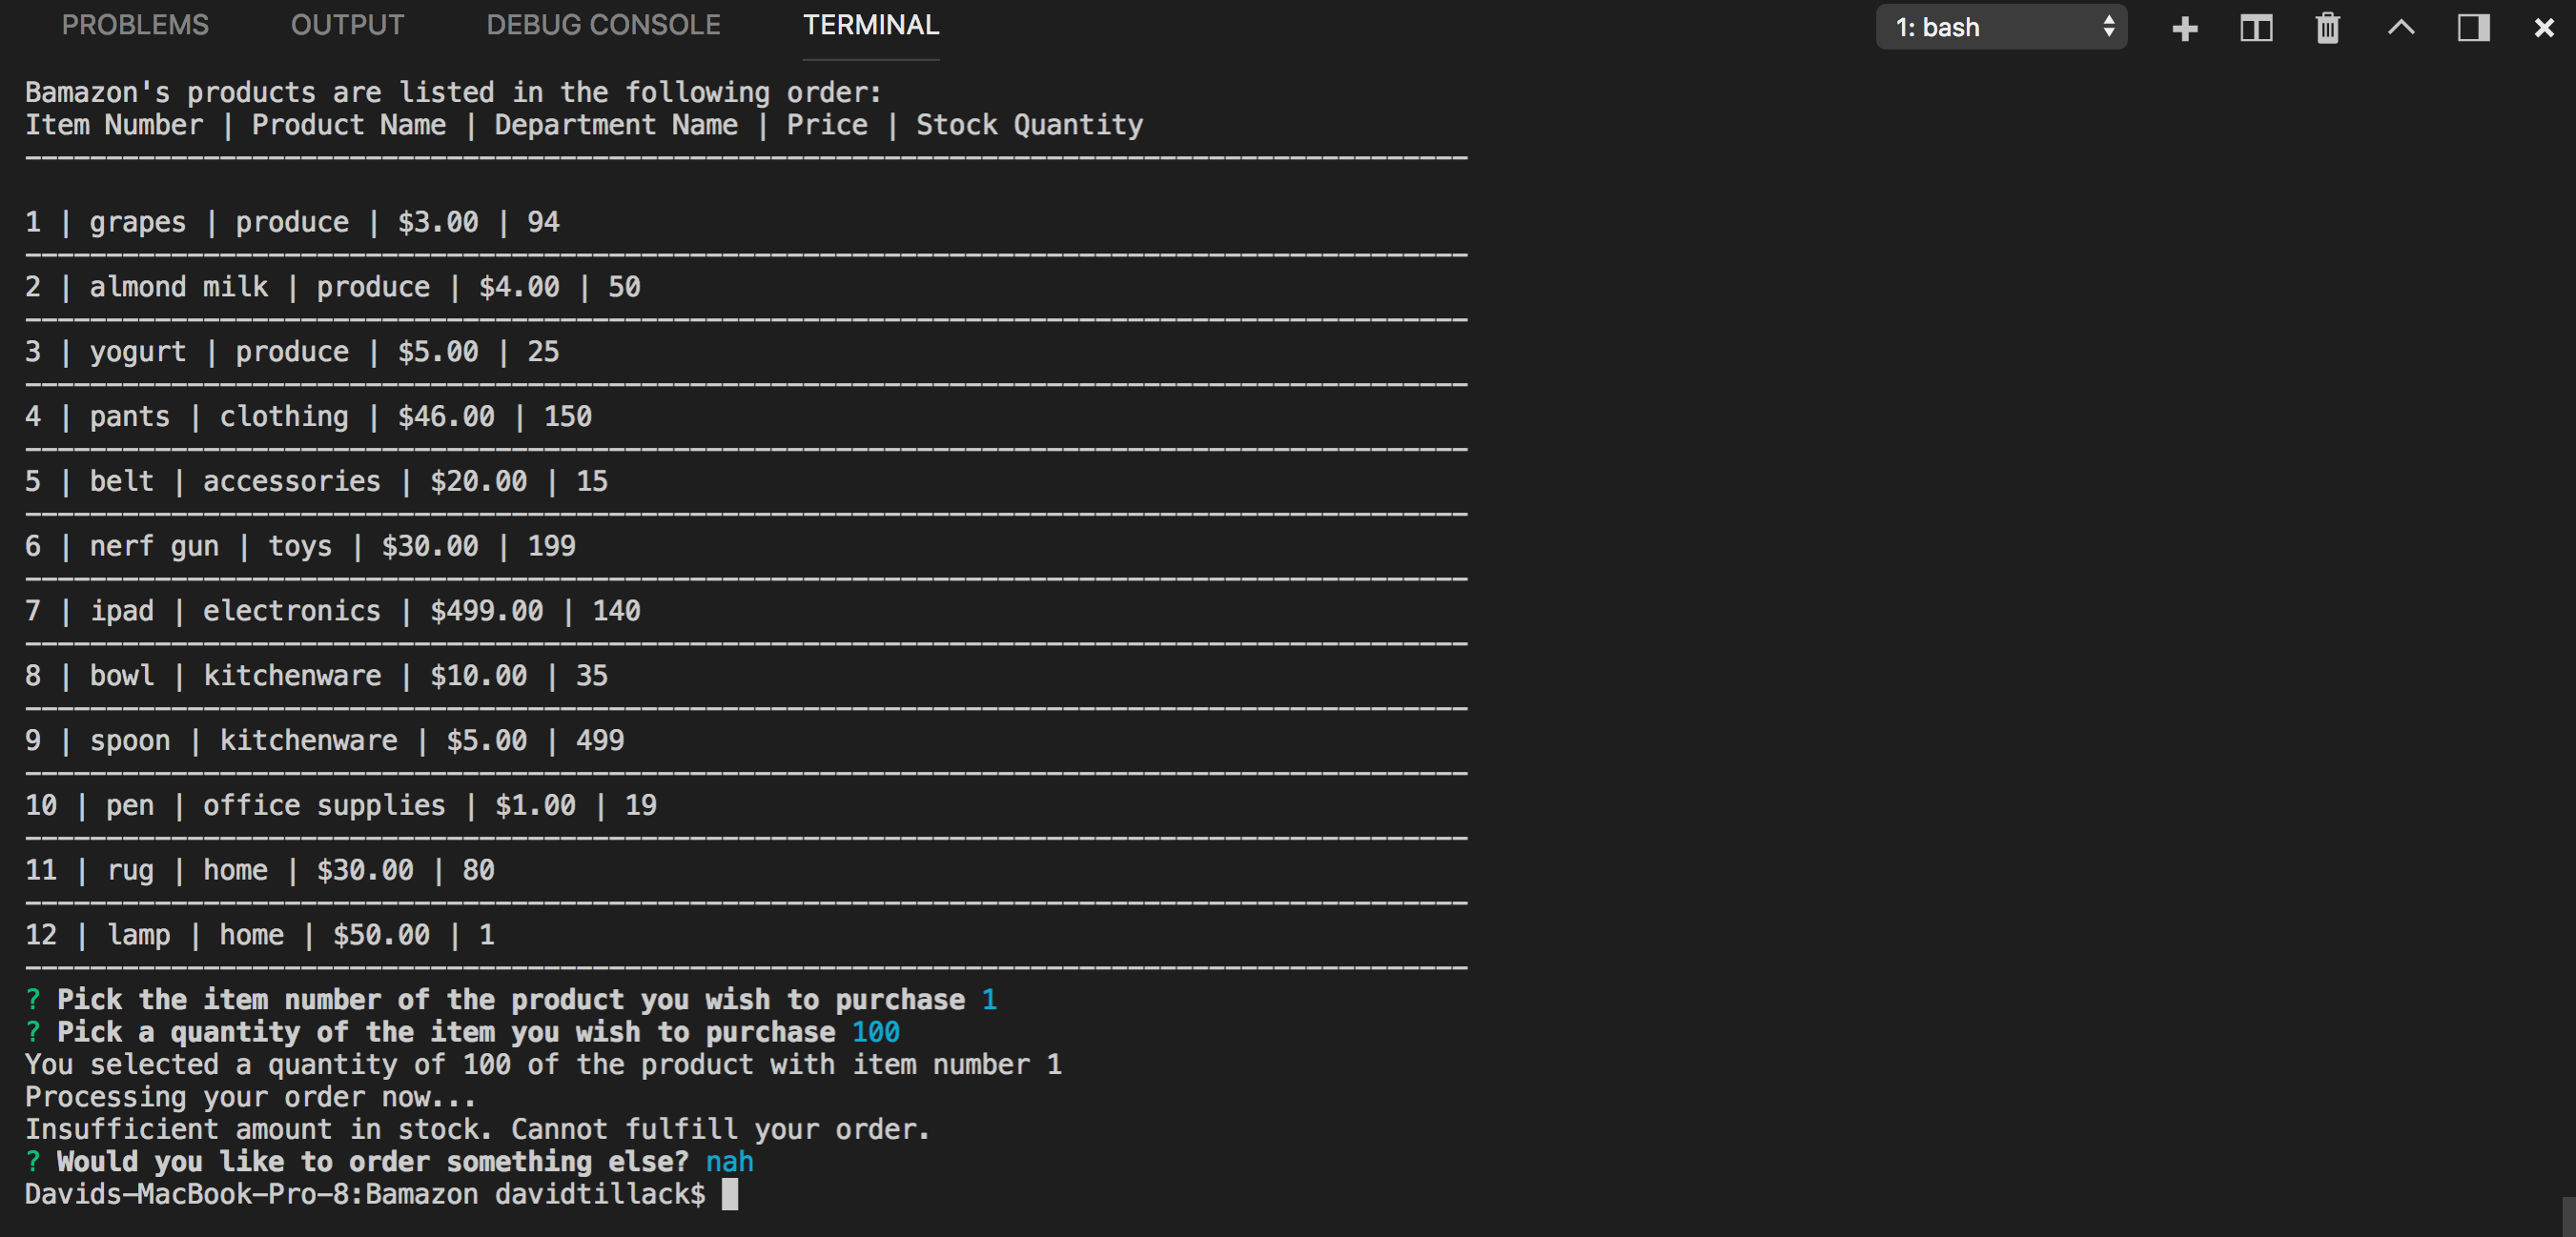 PROBLEMS OUTPUT DEBUG CONSOLE TERMINAL 1: bash
Bamazon's products are listed in the following order:
Item Number | Product Name | Department Name | Price | Stock Quantity
-----------------------------------------------------------------------------------------
1 | grapes | produce | $3.00 | 94
-----------------------------------------------------------------------------------------
2 | almond milk | produce | $4.00 | 50
-----------------------------------------------------------------------------------------
3 | yogurt | produce | $5.00 | 25
-----------------------------------------------------------------------------------------
4 | pants | clothing | $46.00 | 150
-----------------------------------------------------------------------------------------
5 | belt | accessories | $20.00 | 15
-----------------------------------------------------------------------------------------
6 | nerf gun | toys | $30.00 | 199
-----------------------------------------------------------------------------------------
7 | ipad | electronics | $499.00 | 140
-----------------------------------------------------------------------------------------
8 | bowl | kitchenware | $10.00 | 35
-----------------------------------------------------------------------------------------
9 | spoon | kitchenware | $5.00 | 499
-----------------------------------------------------------------------------------------
10 | pen | office supplies | $1.00 | 19
-----------------------------------------------------------------------------------------
11 | rug | home | $30.00 | 80
-----------------------------------------------------------------------------------------
12 | lamp | home | $50.00 | 1
-----------------------------------------------------------------------------------------
? Pick the item number of the product you wish to purchase 1
? Pick a quantity of the item you wish to purchase 100
You selected a quantity of 100 of the product with item number 1
Processing your order now...
Insufficient amount in stock. Cannot fulfill your order.
? Would you like to order something else? nah
Davids-MacBook-Pro-8:Bamazon davidtillack$